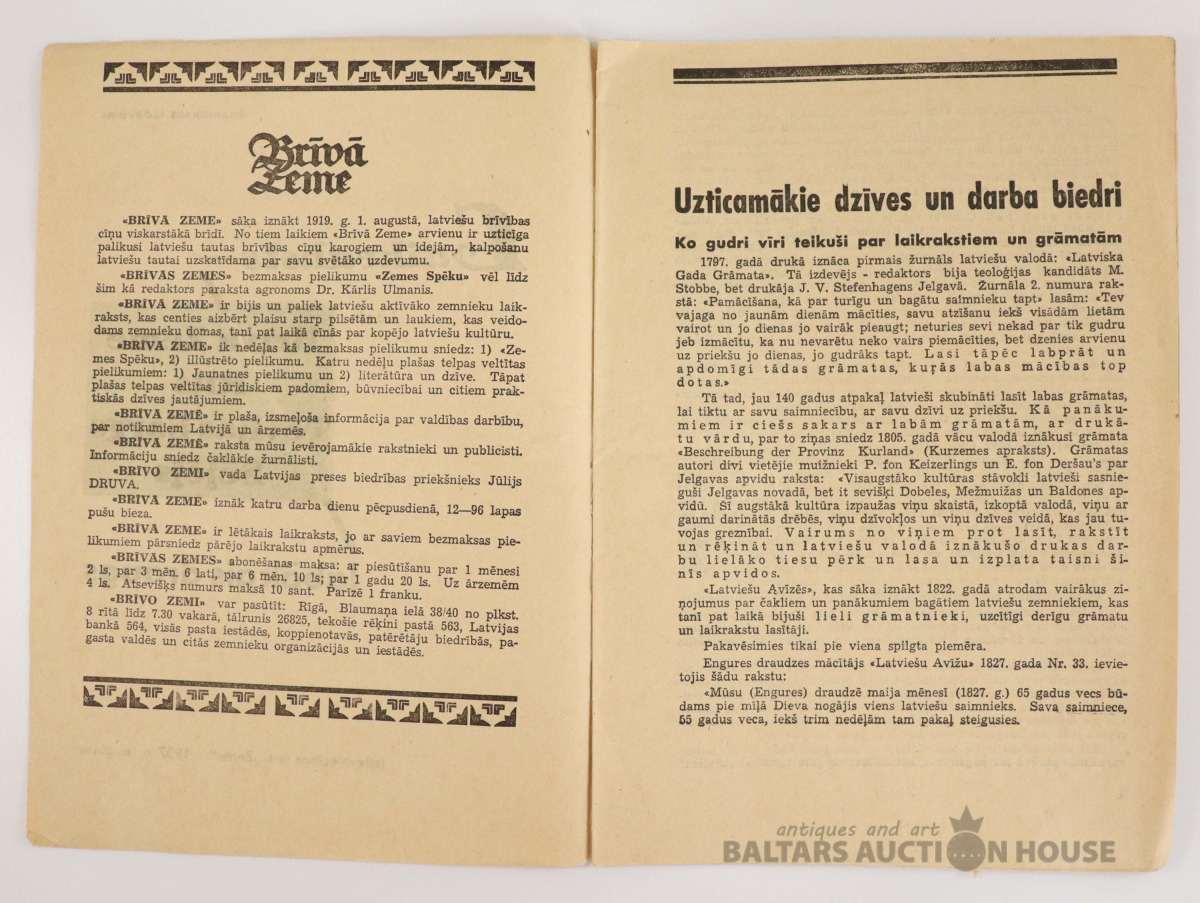 Brīvā
Zeme
«BRĪVĀ ZEME» sāka iznākt 1919. g. 1. augustā, latviešu brīvības
cīņu viskarstākā brīdī. No tiem laikiem «Brīvā Zeme» arvienu ir uzticīga
palikusi latviešu tautas brīvības cīņu karogiem un idejām, kalpošanu
latviešu tautai uzskatīdama par savu svētāko uzdevumu.
«BRĪVĀS ZEMES» bezmaksas pielikumu «Zemes Spēku» vēl līdz
šim kā redaktors paraksta agronoms Dr. Kārlis Ulmanis.
«BRĪVĀ ZEME» ir bijis un paliek latviešu aktīvāko zemnieku laik-
raksts, kas centies aizbērt plaisu starp pilsētām un laukiem, kas veido-
dams zemnieku domas, tanī pat laikā cīnās par kopējo latviešu kultūru.
«BRĪVĀ ZEME» ik nedēļas kā bezmaksas pielikumu sniedz: 1) «Ze-
mes Spēku», 2) illūstrēto pielikumu. Katru nedēļu plašas telpas veltītas
pielikumiem: 1) Jaunatnes pielikumu un 2) literātūra un dzīve. Tāpat
plašas telpas veltītas jūridiskiem padomiem, būvniecībai un citiem prak-
tiskās dzīves jautājumiem.
«BRĪVĀ ZEME» ir plaša, izsmeļoša informācija par valdības darbību,
par notikumiem Latvijā un ārzemēs.
«BRĪVĀ ZEMĒ» raksta mūsu ievērojamākie rakstnieki un publicisti.
Informāciju sniedz čaklākie žurnālisti.
«BRĪVO ZEMI» vada Latvijas preses biedrības priekšnieks Jūlijs
DRUVA.
«BRĪVĀ ZEME» iznāk katru darba dienu pēcpusdienā, 12—96 lapas
pušu bieza.
«BRĪVĀ ZEME» ir lētākais laikraksts, jo ar saviem bezmaksas pie-
likumiem pārsniedz pārējo laikrakstu apmērus.
«BRĪVĀS ZEMES» abonēšanas maksa: ar piesūtīšanu par 1 mēnesi
2 ls, par 3 mēn. 6 lati, par 6 mēn. 10 ls; par 1 gadu 20 ls. Uz ārzemēm
4 ls. Atsevišķs numurs maksā 10 sant. Parīzē 1 franku.
«BRĪVO ZEMI» var pasūtīt: Rīgā, Blaumaņa ielā 38/40 no plkst.
8 rītā līdz 7.30 vakarā, tālrunis 26825, tekošie rēķini pastā 563, Latvijas
bankā 564, visās pasta iestādēs, koppienotavās, patērētāju biedrībās, pa-
gasta valdēs un citās zemnieku organizācijās un iestādēs.
Uzticamākie dzīves un darba biedri
Ko gudri vīri teikuši par laikrakstiem un grāmatām
1797. gadā drukā iznāca pirmais žurnāls latviešu valodā: «Latviska
Gada Grāmata». Tā izdevējs - redaktors bija teoloģijas kandidāts M.
Stobbe, bet drukāja J. V. Stefenhagens Jelgavā. Žurnāla 2. numura rak-
stā: «Pamācīšana, kā par turīgu un bagātu saimnieku tapt» lasām: «Tev
vajaga no jaunām dienām mācīties, savu atzīšanu iekš visādām lietām
vairot un jo dienas jo vairāk pieaugt; neturies sevi nekad par tik gudru
jeb izmācītu, ka nu nevarētu neko vairs piemācīties, bet dzenies arvienu
uz priekšu jo dienas, jo gudrāks tapt. Lasi tāpēc labprāt un
apdomīgi tādas grāmatas, kuŗās labas mācības top
dotas.»
Tā tad, jau 140 gadus atpakaļ latvieši skubināti lasīt labas grāmatas,
lai tiktu ar savu saimniecību, ar savu dzīvi uz priekšu. Kā panāku-
miem ir ciešs sakars ar labām grāmatām, ar drukā-
tu vārdu, par to ziņas sniedz 1805. gadā vācu valodā iznākusi grāmata
«Beschreibung der Provinz Kurland» (Kurzemes apraksts). Grāmatas
autori divi vietējie muižnieki P. fon Keizerlings un E. fon Deršau's par
Jelgavas apvidu raksta: «Visaugstāko kultūras stāvokli latvieši sasnie-
guši Jelgavas novadā, bet it sevišķi Dobeles, Mežmuižas un Baldones ap-
vidū. Šī augstākā kultūra izpaužas viņu skaistā, izkoptā valodā, viņu ar
gaumi darinātās drēbēs, viņu dzīvokļos un viņu dzīves veidā, kas jau tu-
vojas greznībai. Vairums no viņiem prot lasīt, rakstīt
un rēķināt un latviešu valodā iznākušo drukas dar-
bu lielāko tiesu pērk un lasa un izplata taisni ši-
nīs apvidos.
«Latviešu Avīzēs», kas sāka iznākt 1822. gadā atrodam vairākus zi-
ņojumus par čakliem un panākumiem bagātiem latviešu zemniekiem, kas
tanī pat laikā bijuši lieli grāmatnieki, uzcītīgi derīgu grāmatu
un laikrakstu lasītāji.
Pakavēsimies tikai pie viena spilgta piemēra.
Engures draudzes mācītājs «Latviešu Avīžu» 1827. gada Nr. 33. ievie-
tojis šādu rakstu:
«Mūsu (Engures) draudzē maija mēnesī (1827. g.) 65 gadus vecs bū-
dams pie mīļā Dieva nogājis viens latviešu saimnieks. Sava saimniece,
55 gadus veca, iekš trim nedēļām tam pakaļ steigusies.
antiques and art
BALTARS AUCTION HOUSE